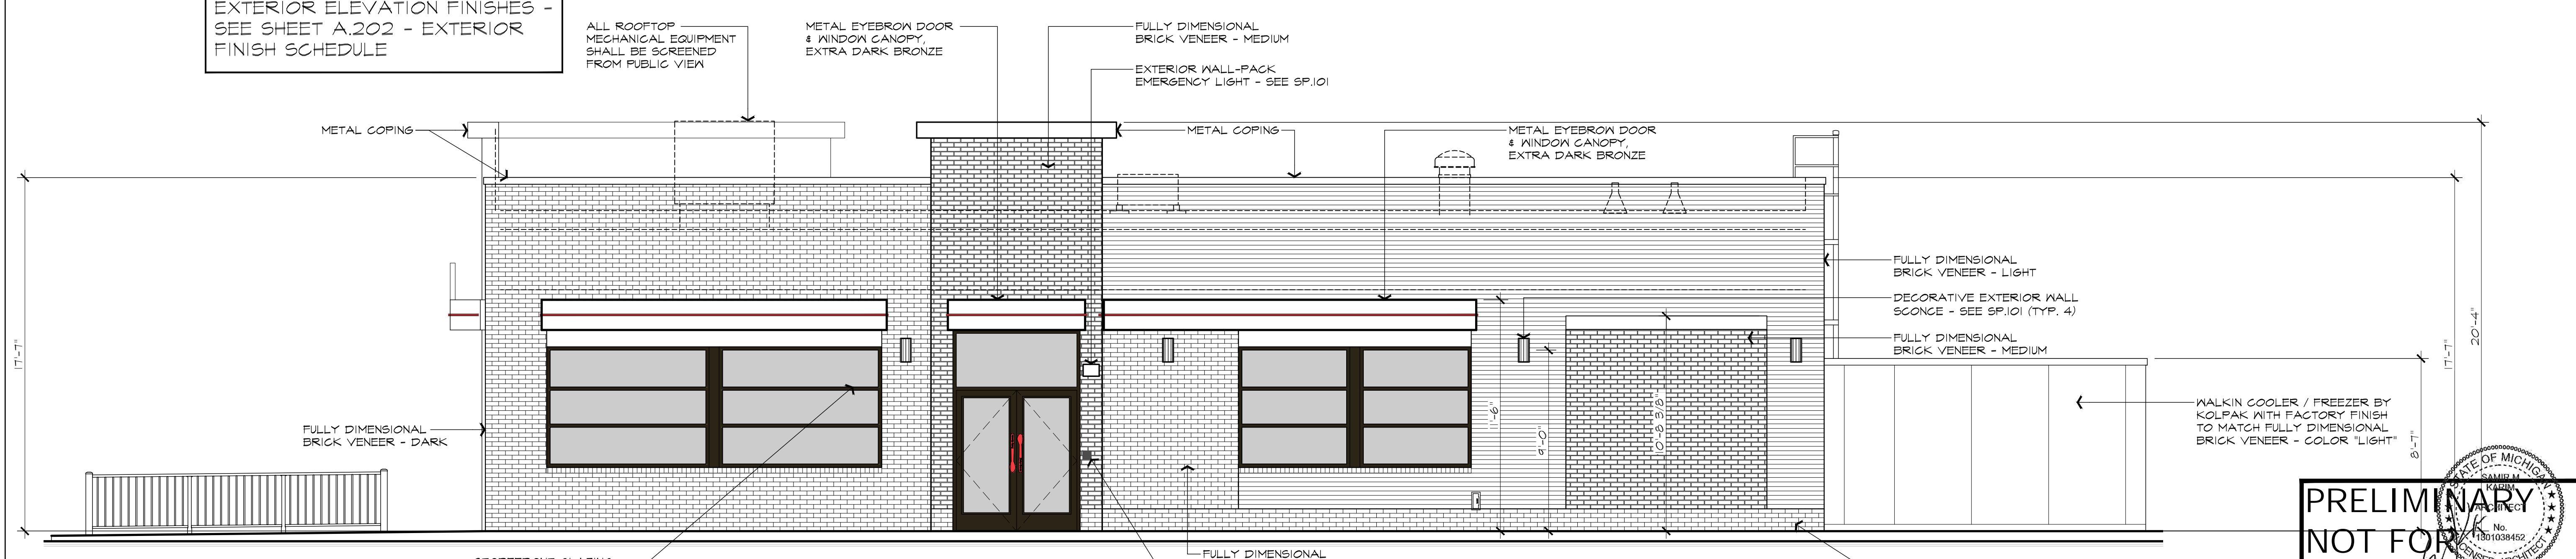 EXTERIOR ELEVATION FINISHES -
SEE SHEET A.202 - EXTERIOR
FINISH SCHEDULE
ALL ROOFTOP
MECHANICAL EQUIPMENT
SHALL BE SCREENED
FROM PUBLIC VIEW
METAL EYEBROW DOOR
& WINDOW CANOPY,
EXTRA DARK BRONZE
FULLY DIMENSIONAL
BRICK VENEER - MEDIUM
EXTERIOR WALL-PACK
EMERGENCY LIGHT - SEE SP.101
METAL COPING
METAL COPING
METAL EYEBROW DOOR
& WINDOW CANOPY,
EXTRA DARK BRONZE
FULLY DIMENSIONAL
BRICK VENEER - LIGHT
DECORATIVE EXTERIOR WALL
SCONCE - SEE SP.101 (TYP. 4)
FULLY DIMENSIONAL
BRICK VENEER - MEDIUM
17'-7"
11'-6"
9'-0"
10'-8 3/8"
17'-7"
20'-4"
8'-7"
FULLY DIMENSIONAL
BRICK VENEER - DARK
WALKIN COOLER / FREEZER BY
KOLPAK WITH FACTORY FINISH
TO MATCH FULLY DIMENSIONAL
BRICK VENEER - COLOR "LIGHT"
FULLY DIMENSIONAL
PRELIMINARY
NOT FOR
STATE OF MICHIGAN
SAMIR M.
KARIM
ARCHITECT
No.
1301038452
LICENSED ARCHITECT